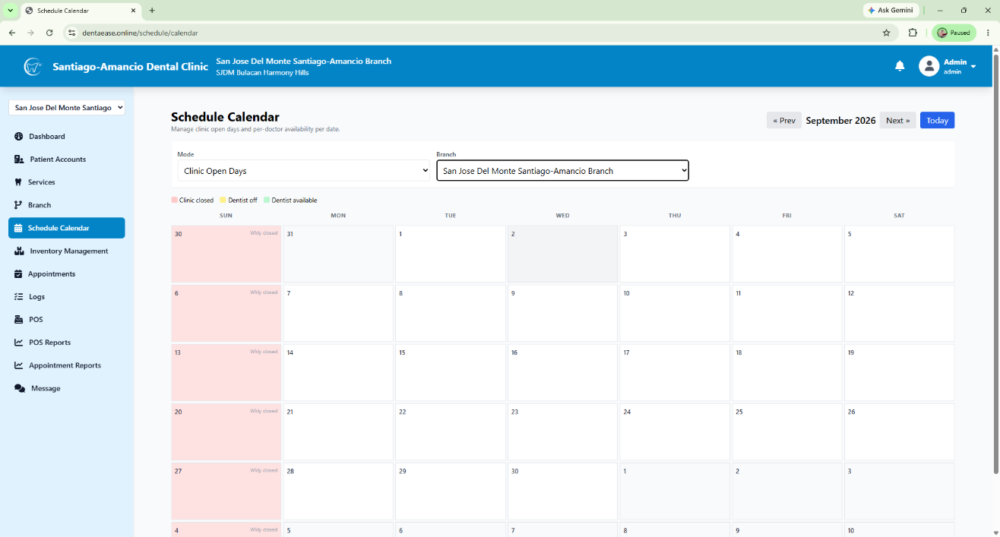 Schedule Calendar
Ask Gemini
dentaease.online/schedule/calendar
Paused
Santiago-Amancio Dental Clinic
San Jose Del Monte Santiago-Amancio Branch
SJDM Bulacan Harmony Hills
Admin
admin
San Jose Del Monte Santiago
Dashboard
Patient Accounts
Services
Branch
Schedule Calendar
Inventory Management
Appointments
Logs
POS
POS Reports
Appointment Reports
Message
Schedule Calendar
Manage clinic open days and per-doctor availability per date.
« Prev
September 2026
Next »
Today
Mode
Clinic Open Days
Branch
San Jose Del Monte Santiago-Amancio Branch
Clinic closed
Dentist off
Dentist available
SUN MON TUE WED THU FRI SAT
30 Wkly closed 31 1 2 3 4 5
6 Wkly closed 7 8 9 10 11 12
13 Wkly closed 14 15 16 17 18 19
20 Wkly closed 21 22 23 24 25 26
27 Wkly closed 28 29 30 1 2 3
4 Wkly closed 5 6 7 8 9 10